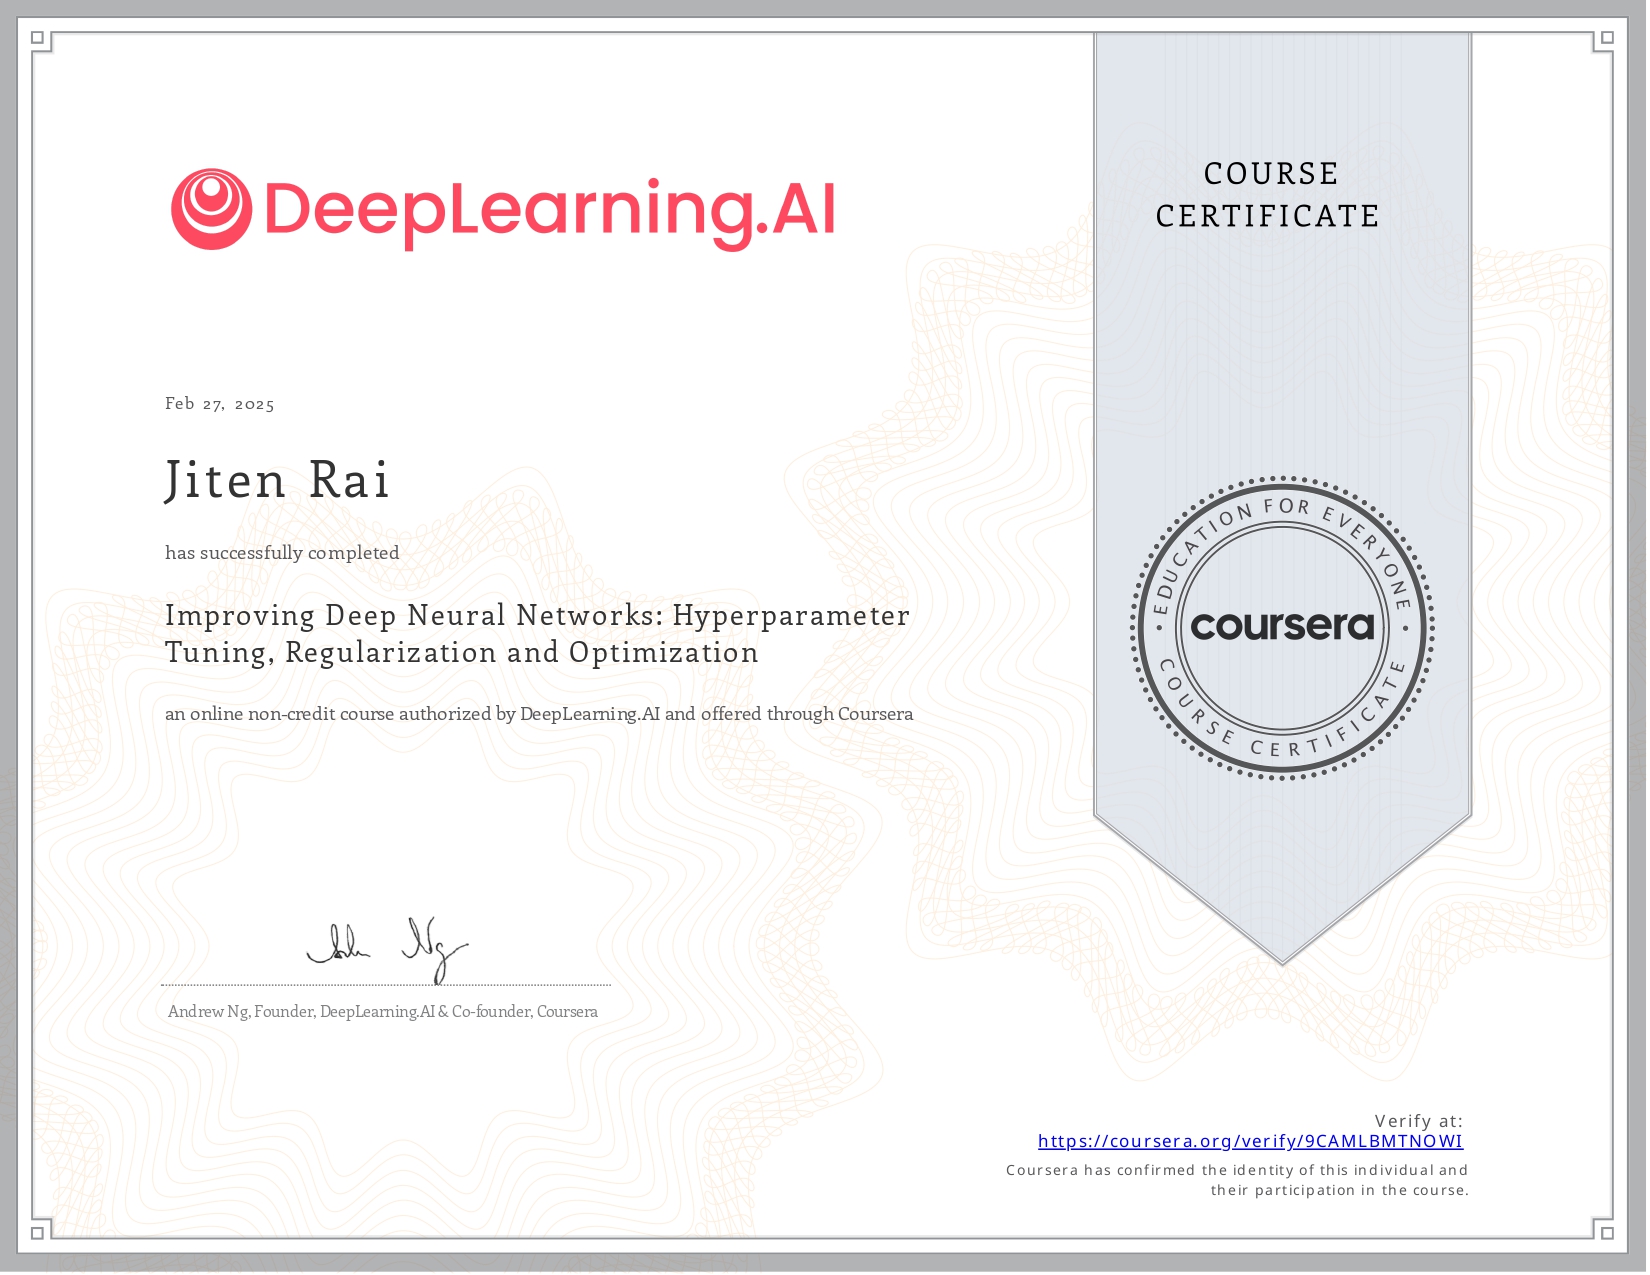 DeepLearning.AI
COURSE
CERTIFICATE
Feb 27, 2025
Jiten Rai
has successfully completed
Improving Deep Neural Networks: Hyperparameter
Tuning, Regularization and Optimization
an online non-credit course authorized by DeepLearning.AI and offered through Coursera
EDUCATION FOR EVERYONE
coursera
COURSE CERTIFICATE
Andrew Ng, Founder, DeepLearning.AI & Co-founder, Coursera
Verify at:
https://coursera.org/verify/9CAMLBMTNOWI
Coursera has confirmed the identity of this individual and
their participation in the course.